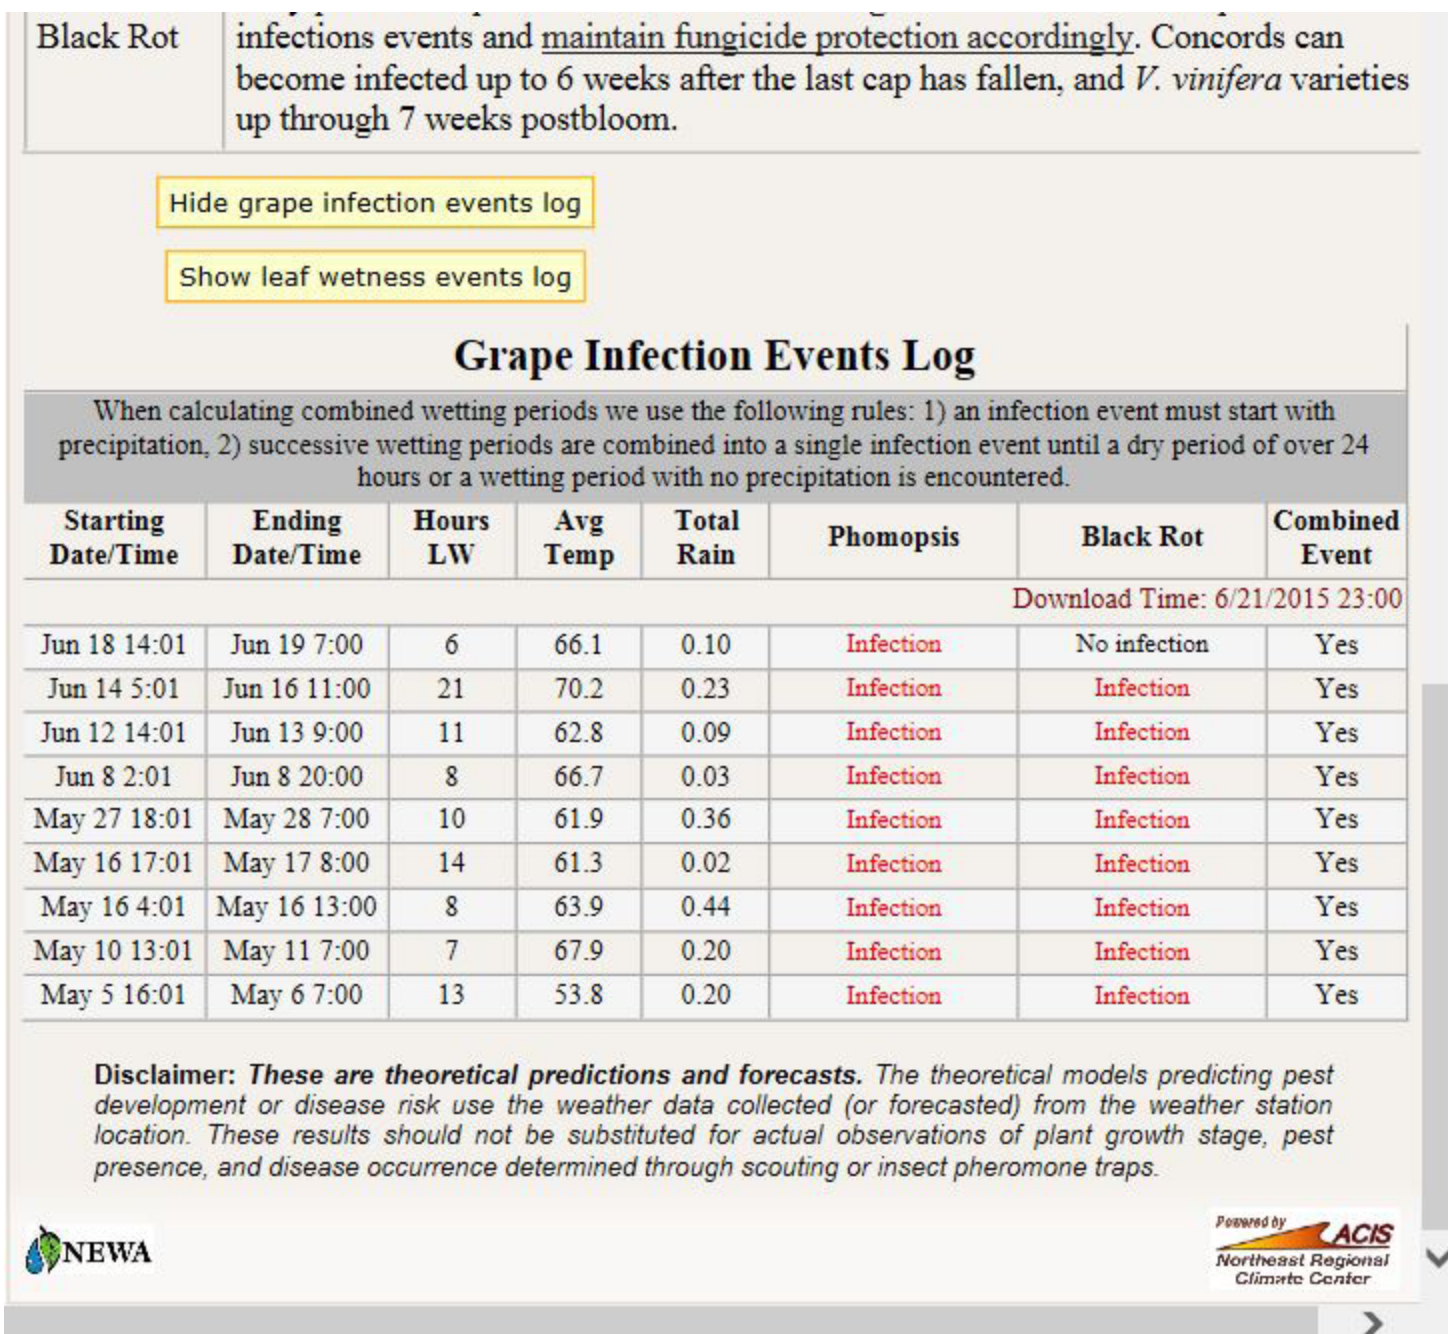 Black Rot
infections events and maintain fungicide protection accordingly. Concords can
become infected up to 6 weeks after the last cap has fallen, and V. vinifera varieties
up through 7 weeks postbloom.
Hide grape infection events log
Show leaf wetness events log
Grape Infection Events Log
When calculating combined wetting periods we use the following rules: 1) an infection event must start with
precipitation, 2) successive wetting periods are combined into a single infection event until a dry period of over 24
hours or a wetting period with no precipitation is encountered.
Starting Date/Time Ending Date/Time Hours LW Avg Temp Total Rain Phomopsis Black Rot Combined Event
Download Time: 6/21/2015 23:00
Jun 18 14:01 Jun 19 7:00 6 66.1 0.10 Infection No infection Yes
Jun 14 5:01 Jun 16 11:00 21 70.2 0.23 Infection Infection Yes
Jun 12 14:01 Jun 13 9:00 11 62.8 0.09 Infection Infection Yes
Jun 8 2:01 Jun 8 20:00 8 66.7 0.03 Infection Infection Yes
May 27 18:01 May 28 7:00 10 61.9 0.36 Infection Infection Yes
May 16 17:01 May 17 8:00 14 61.3 0.02 Infection Infection Yes
May 16 4:01 May 16 13:00 8 63.9 0.44 Infection Infection Yes
May 10 13:01 May 11 7:00 7 67.9 0.20 Infection Infection Yes
May 5 16:01 May 6 7:00 13 53.8 0.20 Infection Infection Yes
Disclaimer: These are theoretical predictions and forecasts. The theoretical models predicting pest
development or disease risk use the weather data collected (or forecasted) from the weather station
location. These results should not be substituted for actual observations of plant growth stage, pest
presence, and disease occurrence determined through scouting or insect pheromone traps.
NEWA
Powered by
ACIS
Northeast Regional
Climate Center